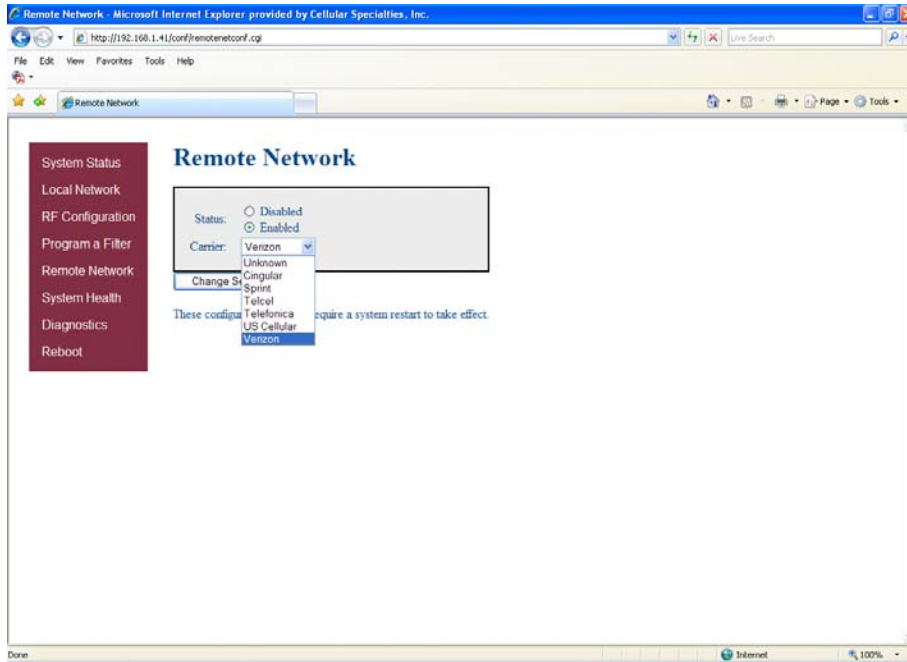 Remote Network - Microsoft Internet Explorer provided by Cellular Specialties, Inc.
http://192.168.1.41/conf/remotenetconf.cgi
Live Search
File Edit View Favorites Tools Help
Remote Network
Page Tools
System Status
Local Network
RF Configuration
Program a Filter
Remote Network
System Health
Diagnostics
Reboot
Remote Network
Status:
Disabled
Enabled
Carrier:
Verizon
Unknown
Cingular
Sprint
Telcel
Telefonica
US Cellular
Verizon
Change Se
These configu
equire a system restart to take effect.
Done
Internet
100%